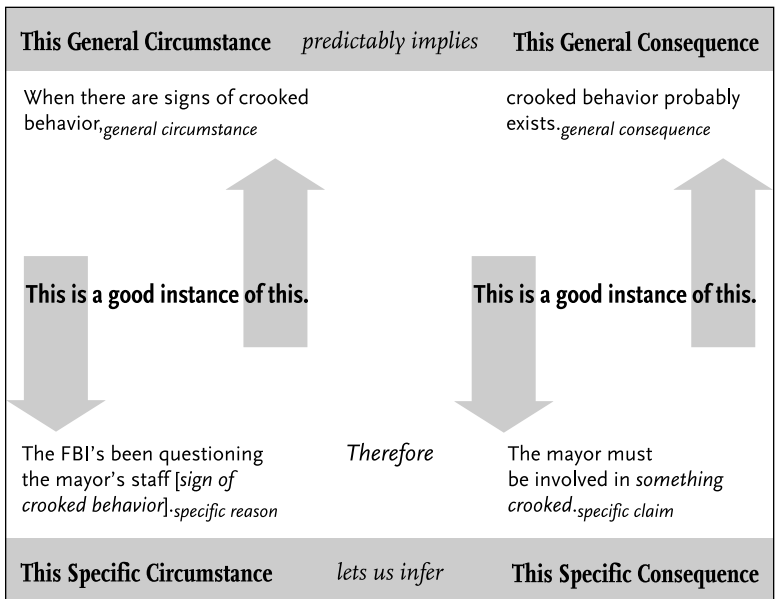 This General Circumstance predictably implies This General Consequence
When there are signs of crooked
behavior,general circumstance
crooked behavior probably
exists.general consequence
This is a good instance of this.
This is a good instance of this.
The FBI's been questioning
the mayor's staff [sign of
crooked behavior].specific reason
Therefore
The mayor must
be involved in something
crooked.specific claim
This Specific Circumstance lets us infer This Specific Consequence